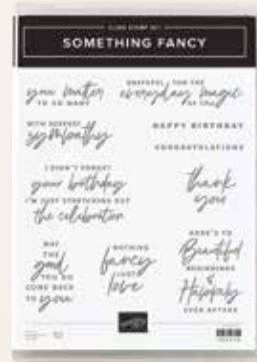 CLING STAMP SET
SOMETHING FANCY
you matter
TO SO MANY
GRATEFUL FOR THE
everyday magic
OF YOU
WITH DEEPEST
sympathy
HAPPY BIRTHDAY
CONGRATULATIONS
I DIDN'T FORGET
your birthday
I'M JUST STRETCHING OUT
the celebration
thank
you
MAY
THE
good
YOU DO
COME BACK
TO you
NOTHING
fancy
JUST
love
HERE'S TO
Beautiful
BEGINNINGS
&
Happily
EVER AFTERS